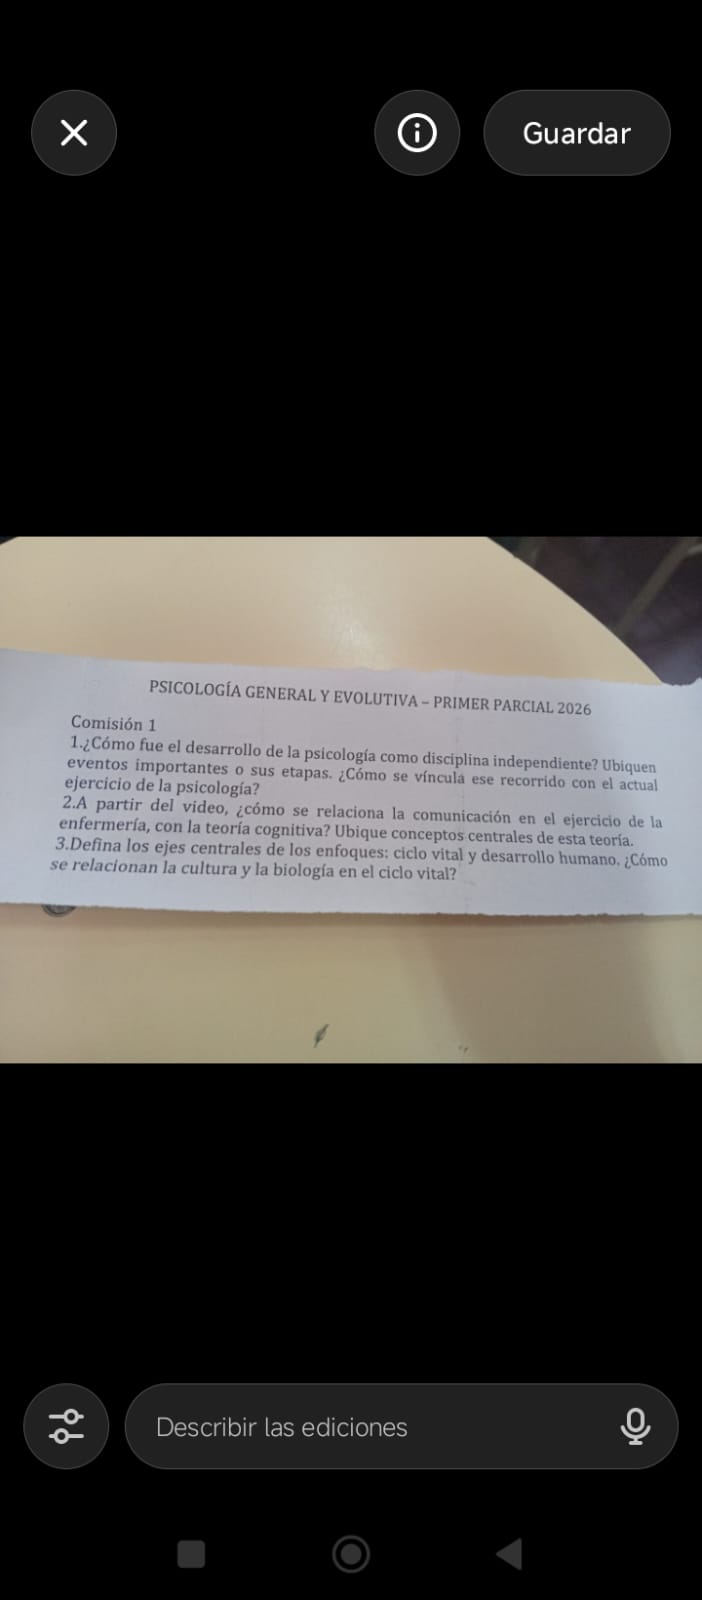 Guardar
PSICOLOGÍA GENERAL Y EVOLUTIVA – PRIMER PARCIAL 2026
Comisión 1
1.¿Cómo fue el desarrollo de la psicología como disciplina independiente? Ubiquen
eventos importantes o sus etapas. ¿Cómo se víncula ese recorrido con el actual
ejercicio de la psicología?
2.A partir del video, ¿cómo se relaciona la comunicación en el ejercicio de la
enfermería, con la teoría cognitiva? Ubique conceptos centrales de esta teoría.
3.Defina los ejes centrales de los enfoques: ciclo vital y desarrollo humano. ¿Cómo
se relacionan la cultura y la biología en el ciclo vital?
Describir las ediciones